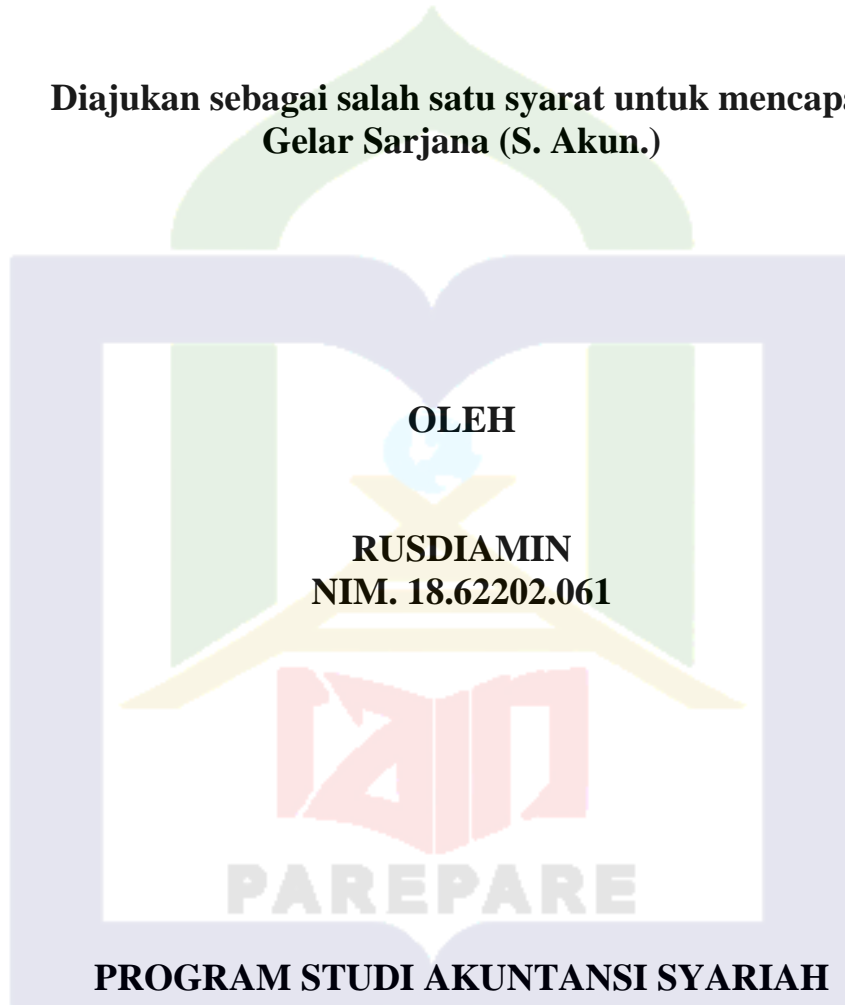 Diajukan sebagai salah satu syarat untuk mencapa
Gelar Sarjana (S. Akun.)
OLEH
RUSDIAMIN
NIM. 18.62202.061
iain
PAREPARE
PROGRAM STUDI AKUNTANSI SYARIAH